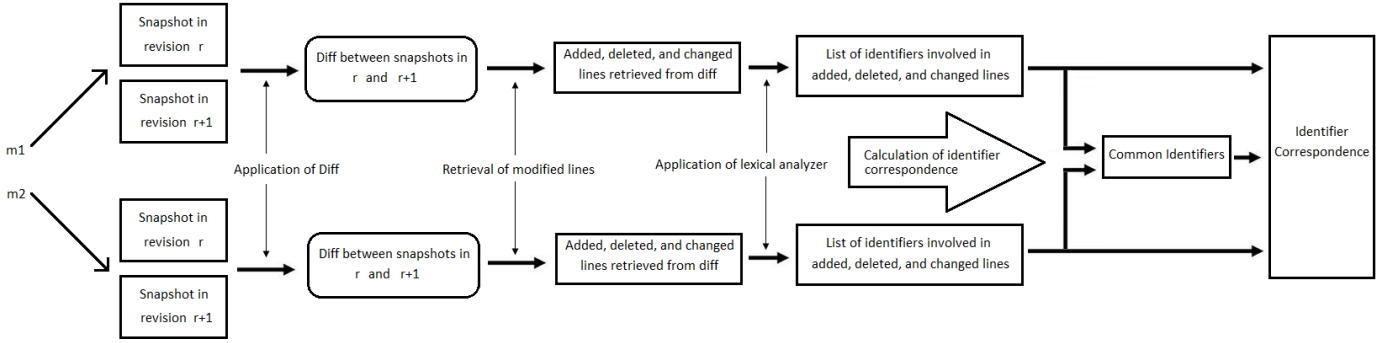 Snapshot in
revision r
Snapshot in
revision r+1
Diff between snapshots in
r and r+1
Added, deleted, and changed
lines retrieved from diff
List of identifiers involved in
added, deleted, and changed lines
m1
m2
Application of Diff
Retrieval of modified lines
Application of lexical analyzer
Calculation of identifier
correspondence
Common Identifiers
Identifier
Correspondence
Snapshot in
revision r
Snapshot in
revision r+1
Diff between snapshots in
r and r+1
Added, deleted, and changed
lines retrieved from diff
List of identifiers involved in
added, deleted, and changed lines